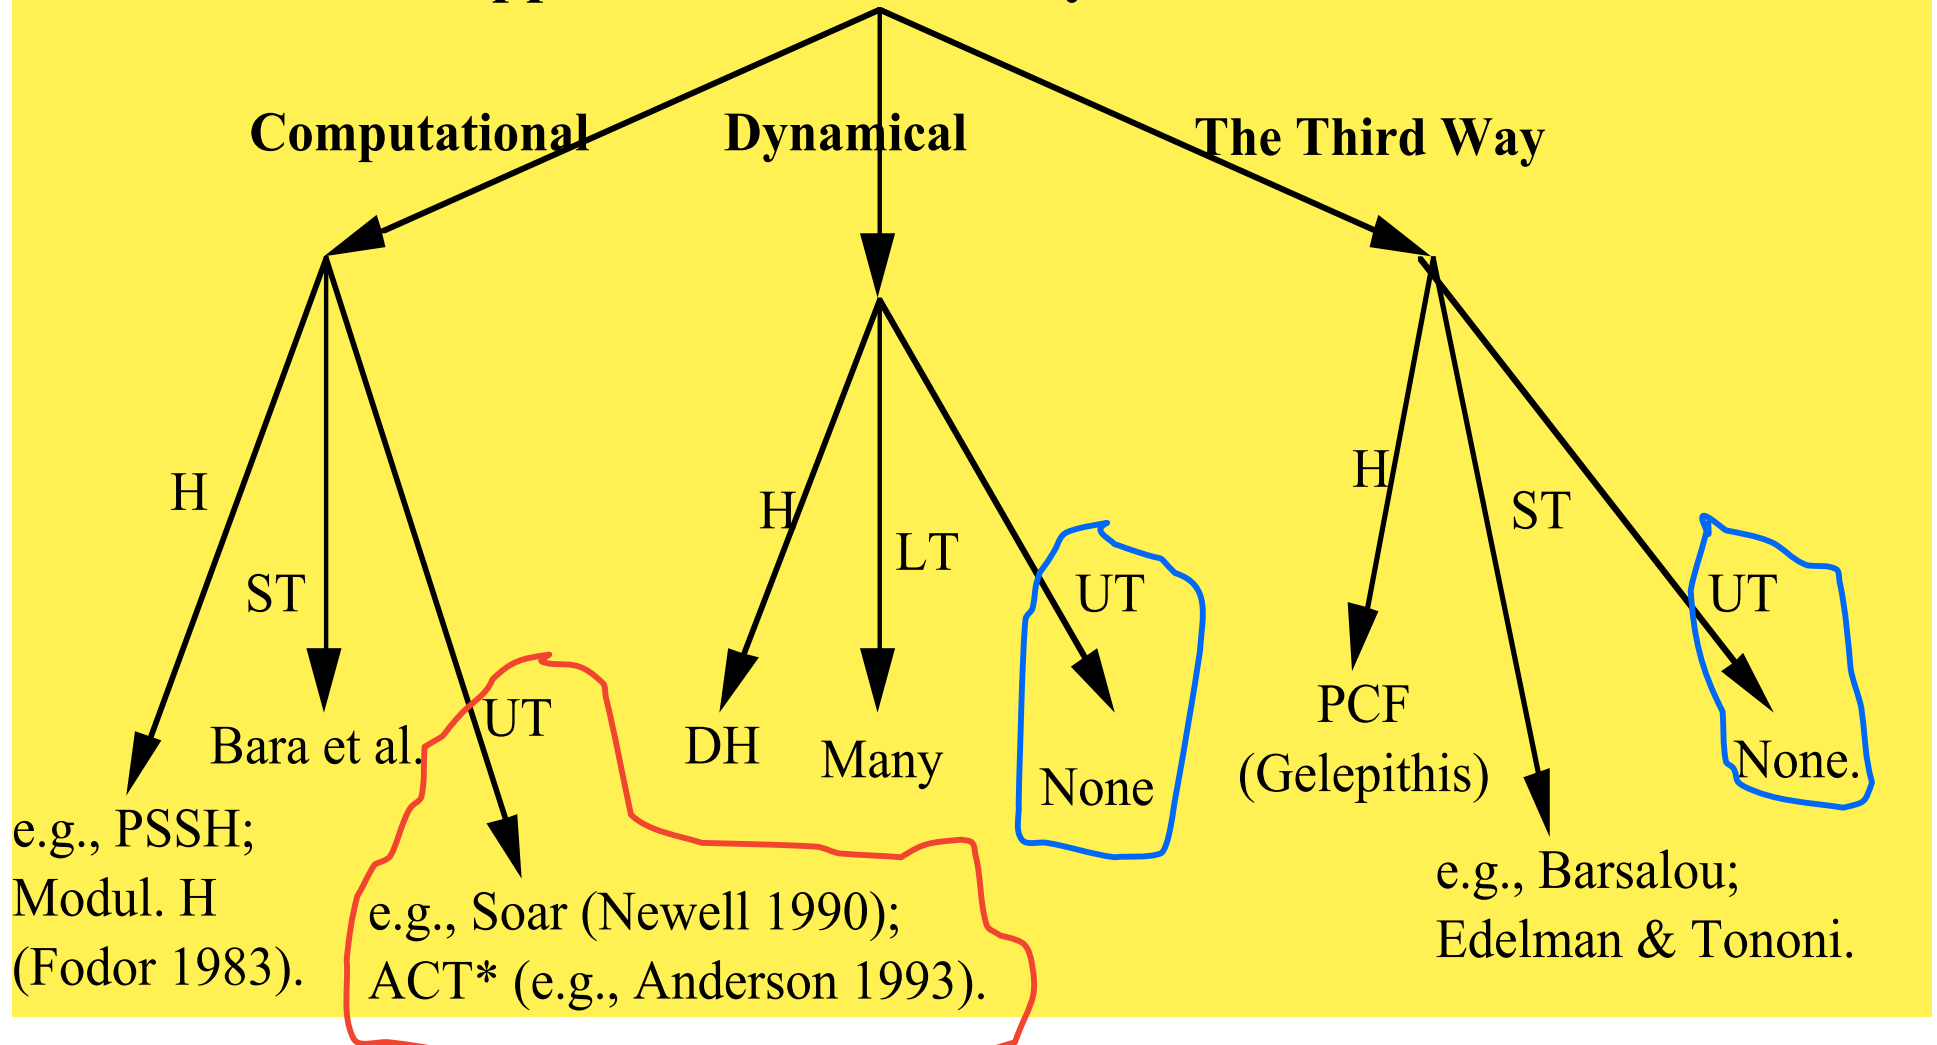 Computational
Dynamical
The Third Way
H
ST
UT
H
LT
UT
H
ST
UT
Bara et al.
e.g., PSSH;
Modul. H
(Fodor 1983).
e.g., Soar (Newell 1990);
ACT* (e.g., Anderson 1993).
DH
Many
None
PCF
(Gelepithis)
e.g., Barsalou;
Edelman & Tononi.
None.